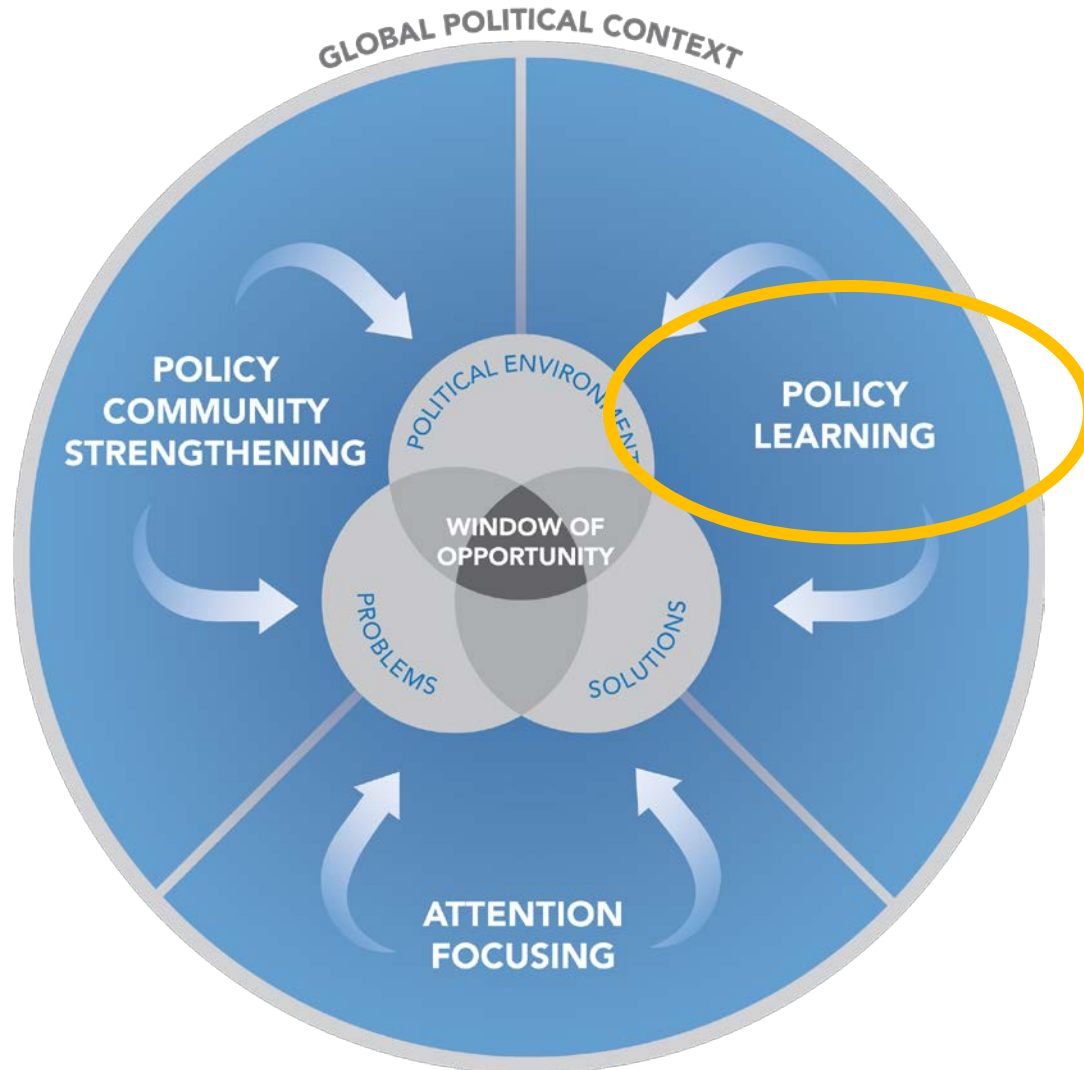 GLOBAL POLITICAL CONTEXT
POLICY
COMMUNITY
STRENGTHENING
POLITICAL ENVIRONMENT
POLICY
LEARNING
WINDOW OF
OPPORTUNITY
PROBLEMS
SOLUTIONS
ATTENTION
FOCUSING